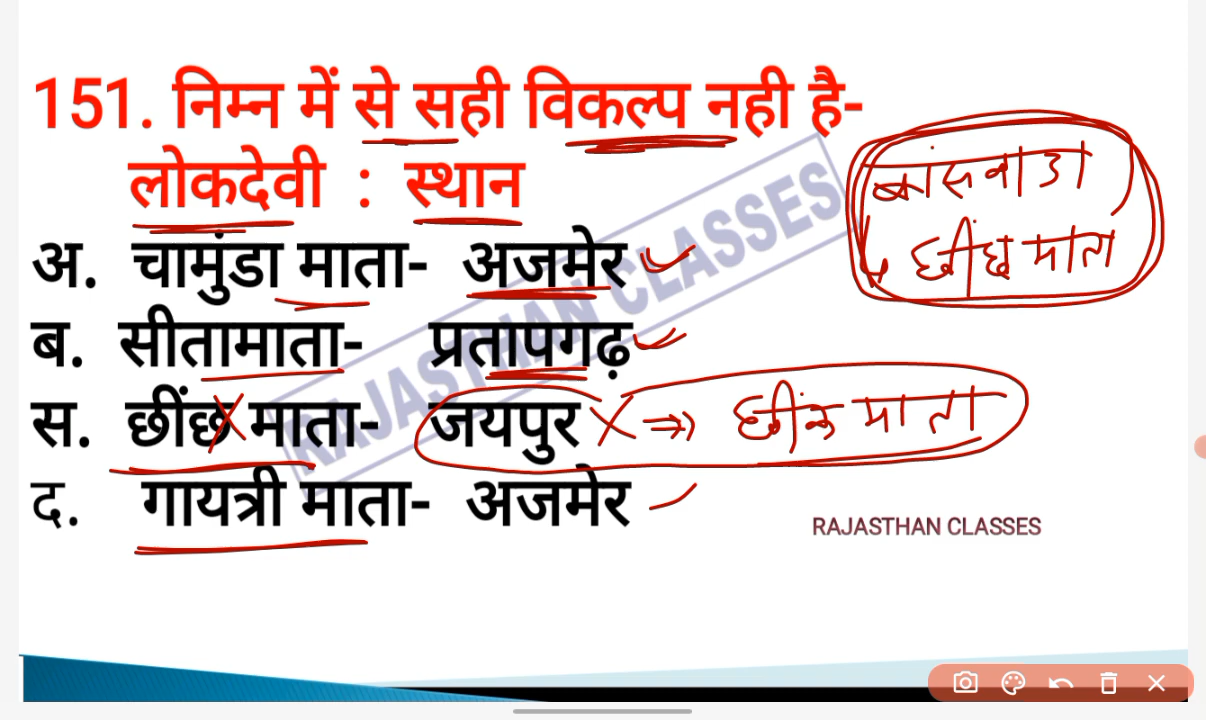 151. निम्न में से सही विकल्प नही है-
लोकदेवी : स्थान
अ. चामुंडा माता- अजमेर
ब. सीतामाता- प्रतापगढ़
स. छींछ माता- जयपुर ⇒ छींक माता
द. गायत्री माता- अजमेर
बांसवाडा
छींछ माता
RAJASTHAN CLASSES
RAJASTHAN CLASSES